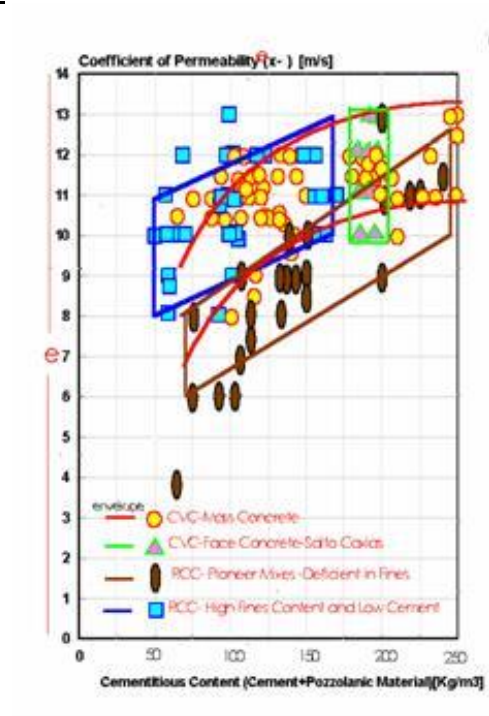 Coefficient of Permeability (x- ) [m/s]
e
14
13
12
11
10
9
8
e
7
6
5
4
3
2
1
0
envelope
CVC-Mass Concrete
CVC-Face Concrete-Salto Caxias
RCC- Pioneer Mixes -Deficient in Fines
RCC- High Fines Content and Low Cement
0 50 100 150 200 250
Cementitious Content (Cement+Pozzolanic Material)[Kg/m3]